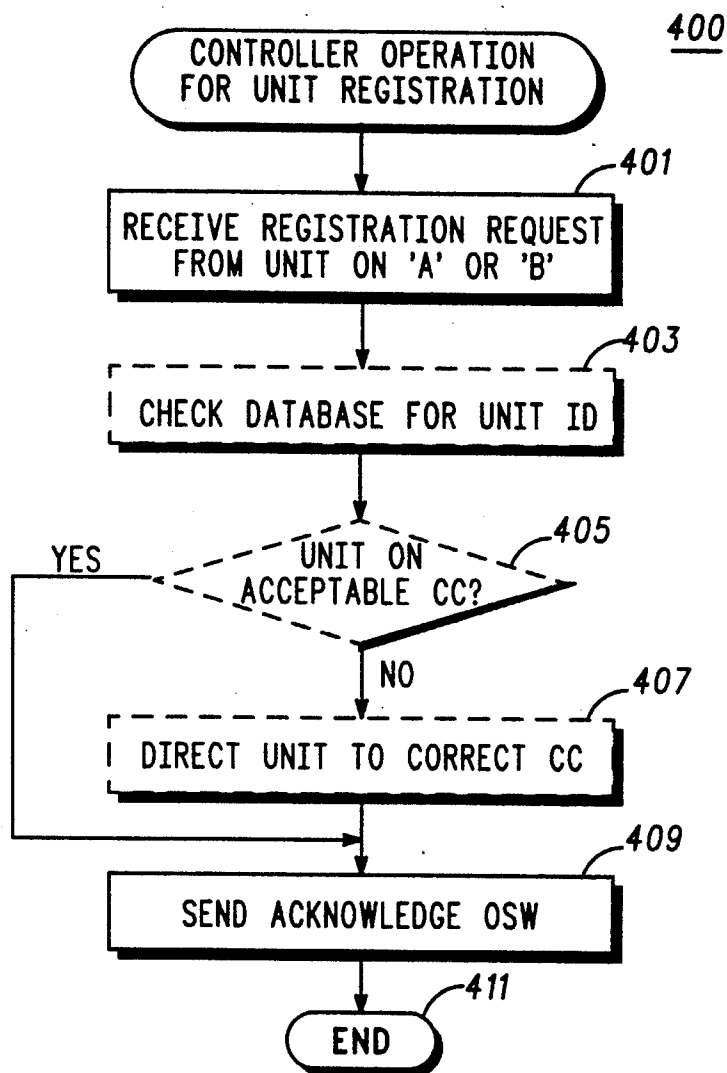 400
CONTROLLER OPERATION
FOR UNIT REGISTRATION
401
RECEIVE REGISTRATION REQUEST
FROM UNIT ON 'A' OR 'B'
403
CHECK DATABASE FOR UNIT ID
405
UNIT ON
ACCEPTABLE CC?
YES
NO
407
DIRECT UNIT TO CORRECT CC
409
SEND ACKNOWLEDGE OSW
411
END